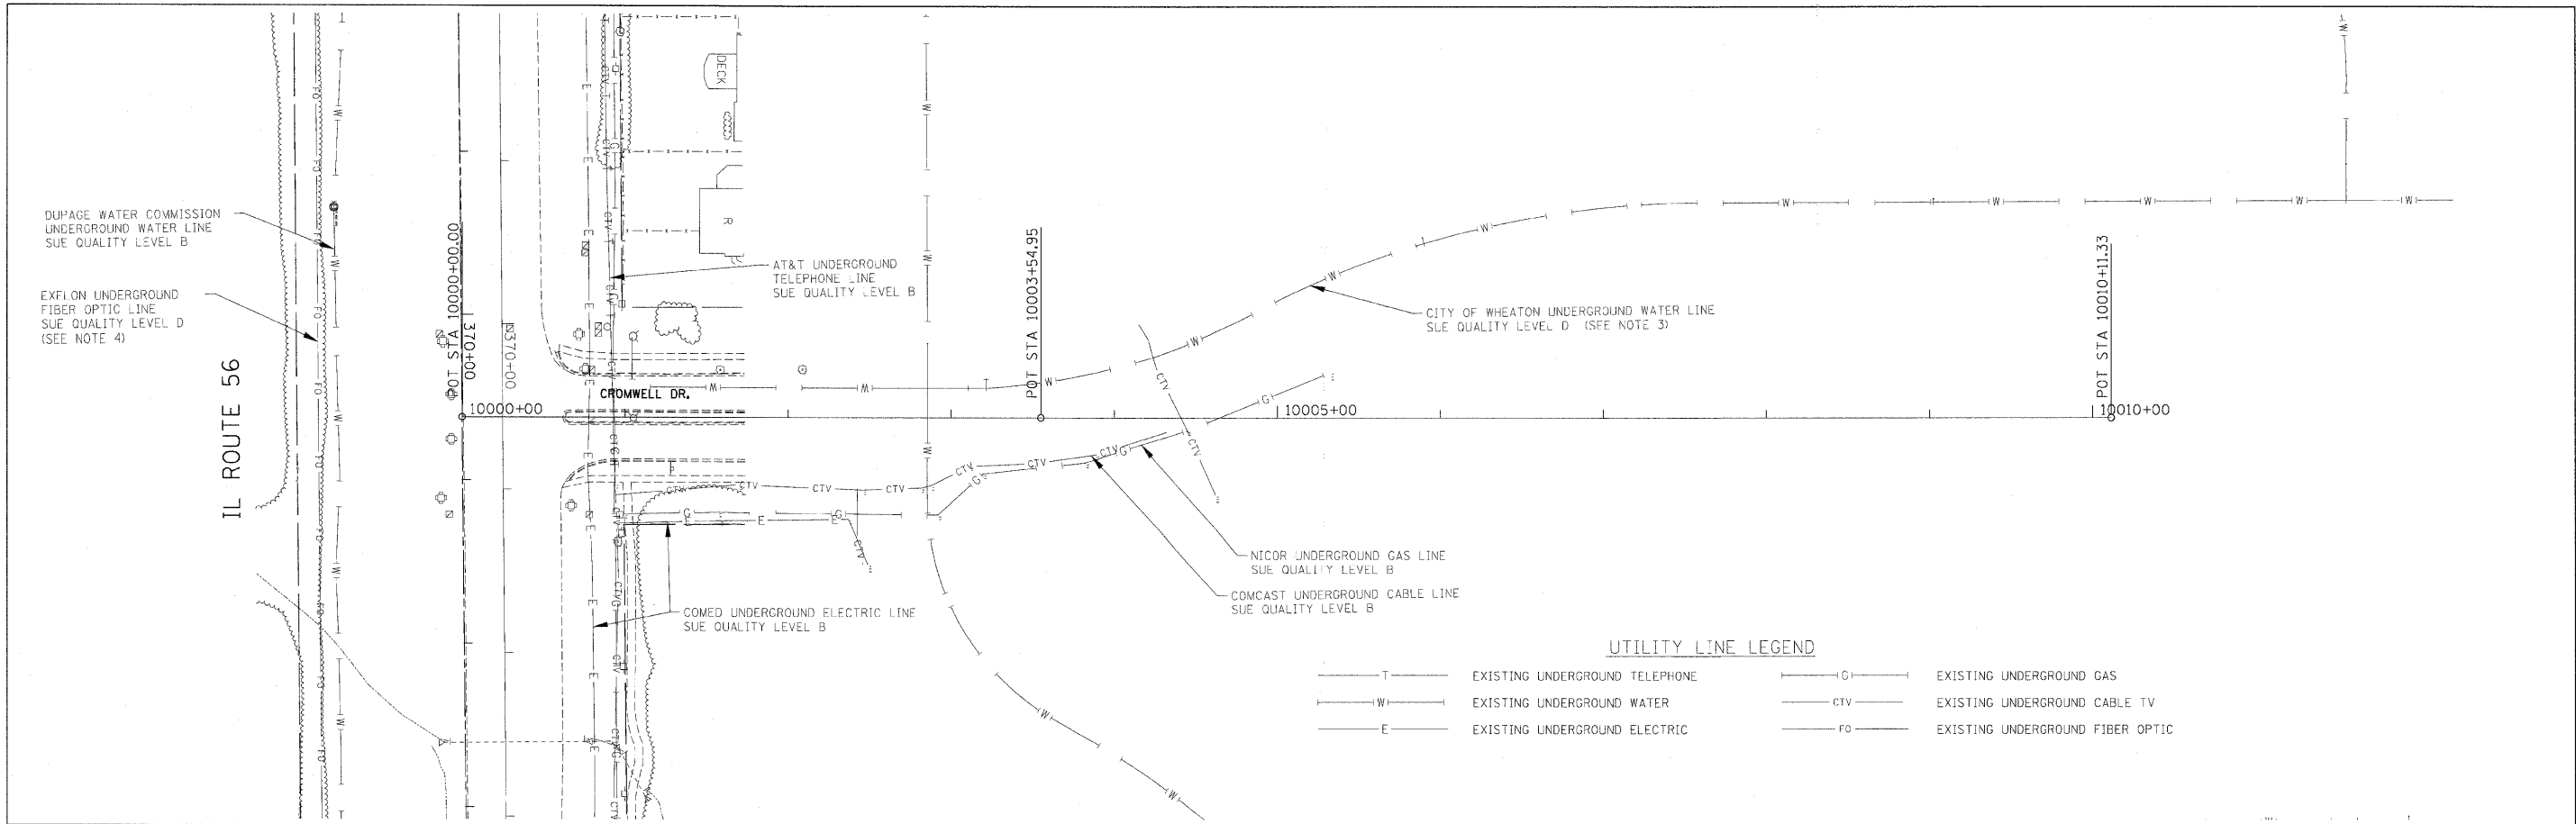 DUPAGE WATER COMMISSION
UNDERGROUND WATER LINE
SUE QUALITY LEVEL B
EXELON UNDERGROUND
FIBER OPTIC LINE
SUE QUALITY LEVEL D
(SEE NOTE 4)
IL ROUTE 56
POT STA 10000+00.00
370+00
370+00
10000+00
CROMWELL DR.
DECK
R
AT&T UNDERGROUND
TELEPHONE LINE
SUE QUALITY LEVEL B
POT STA 10003+54.95
CITY OF WHEATON UNDERGROUND WATER LINE
SUE QUALITY LEVEL D (SEE NOTE 3)
10005+00
POT STA 10010+11.33
10010+00
NICOR UNDERGROUND GAS LINE
SUE QUALITY LEVEL B
COMCAST UNDERGROUND CABLE LINE
SUE QUALITY LEVEL B
COMED UNDERGROUND ELECTRIC LINE
SUE QUALITY LEVEL B
UTILITY LINE LEGEND
T EXISTING UNDERGROUND TELEPHONE
W EXISTING UNDERGROUND WATER
E EXISTING UNDERGROUND ELECTRIC
G EXISTING UNDERGROUND GAS
CTV EXISTING UNDERGROUND CABLE TV
FO EXISTING UNDERGROUND FIBER OPTIC